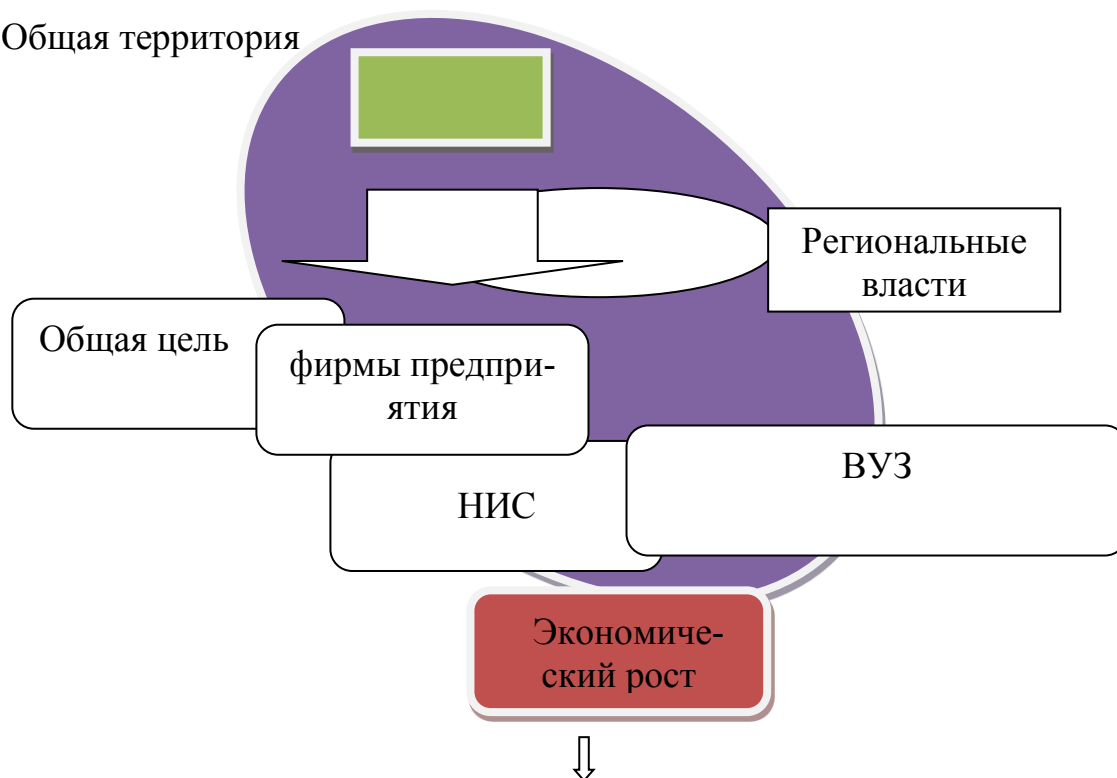 Общая территория
Региональные
власти
Общая цель
фирмы предпри-
ятия
ВУЗ
НИС
Экономиче-
ский рост